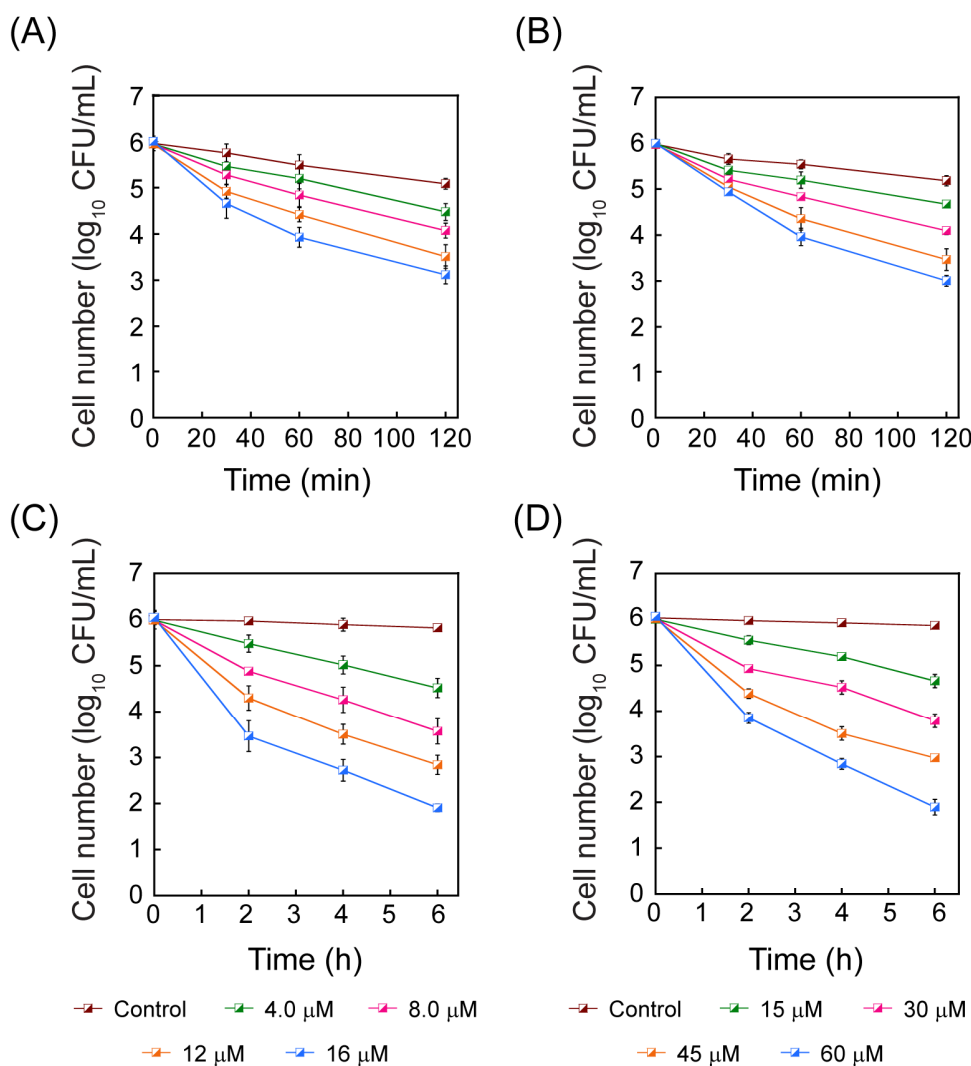 (A)
Cell number (log10 CFU/mL)
7
6
5
4
3
2
1
0
0 20 40 60 80 100 120
Time (min)
(B)
Cell number (log10 CFU/mL)
7
6
5
4
3
2
1
0
0 20 40 60 80 100 120
Time (min)
(C)
Cell number (log10 CFU/mL)
7
6
5
4
3
2
1
0
0 1 2 3 4 5 6
Time (h)
(D)
Cell number (log10 CFU/mL)
7
6
5
4
3
2
1
0
0 1 2 3 4 5 6
Time (h)
Control 4.0 μM 8.0 μM
12 μM 16 μM
Control 15 μM 30 μM
45 μM 60 μM